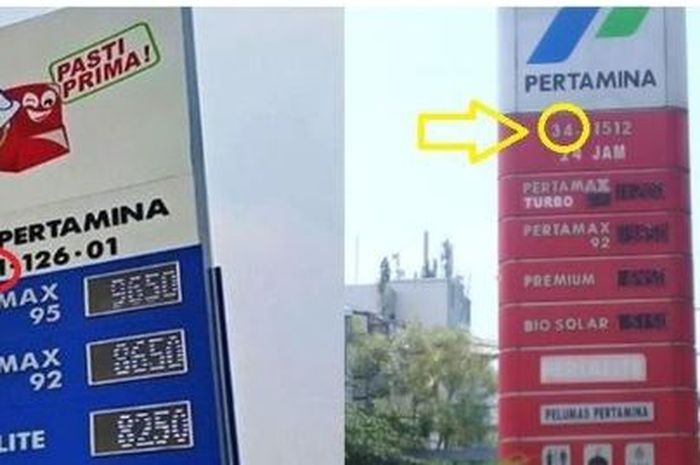 PASTI
PRIMA!
PERTAMINA
126-01
MAX
95
9650
MAX
92
8650
LITE
8250
PERTAMINA
34 1512
24 JAM
PERTAMAX
TURBO
PERTAMAX
92
PREMIUM
BIO SOLAR
PELUMAS PERTAMINA